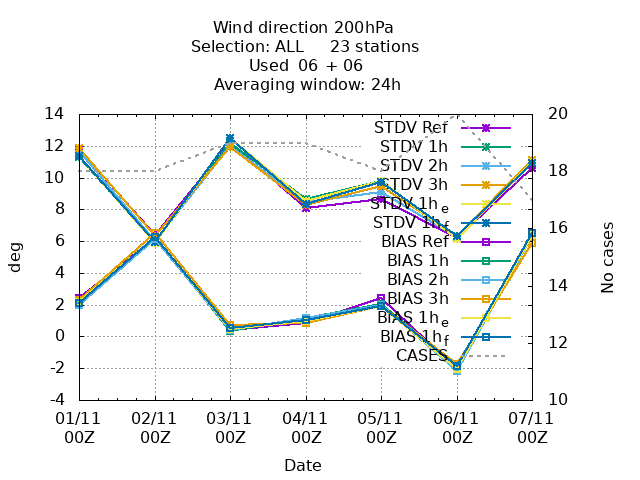 Wind direction 200hPa
Selection: ALL     23 stations
Used  06 + 06
Averaging window: 24h
deg
14
12
10
8
6
4
2
0
-2
-4
STDV Ref
STDV 1h
STDV 2h
STDV 3h
STDV 1he
STDV 1hf
BIAS Ref
BIAS 1h
BIAS 2h
BIAS 3h
BIAS 1he
BIAS 1hf
CASES
20
18
16
14
12
10
No cases
01/11 02/11 03/11 04/11 05/11 06/11 07/11
00Z 00Z 00Z 00Z 00Z 00Z 00Z
Date